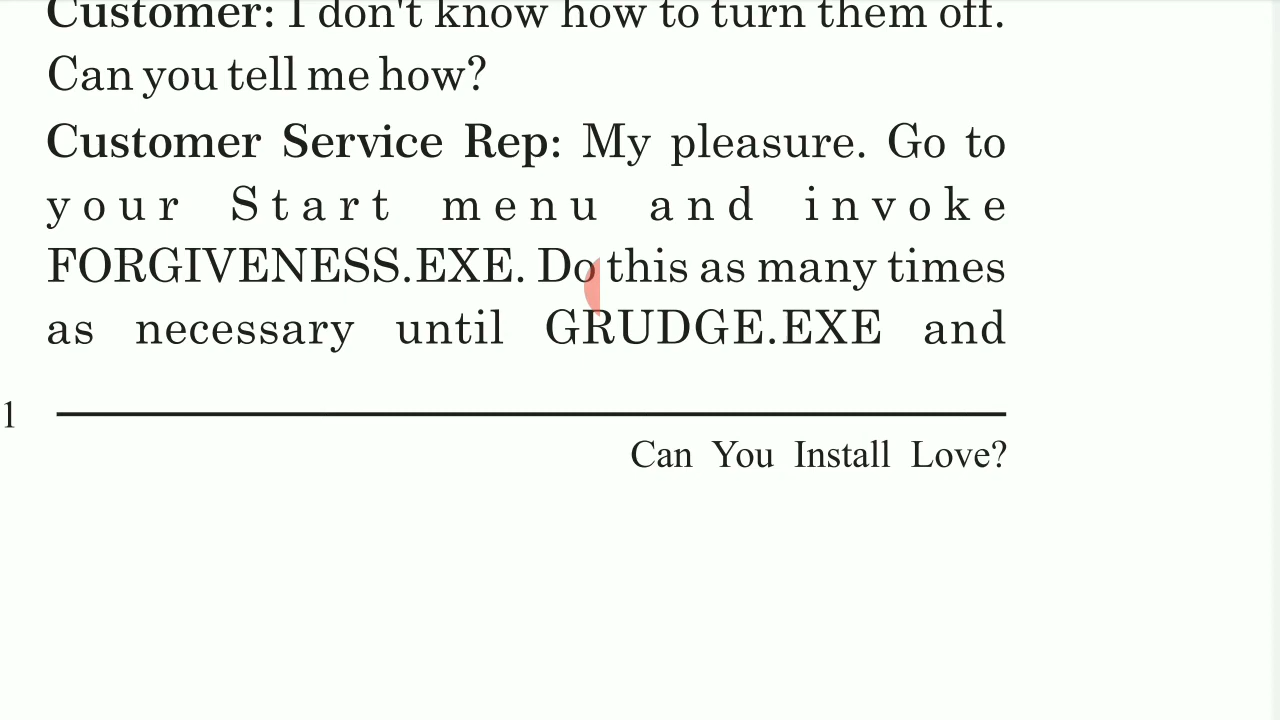 Customer: I don't know how to turn them off.
Can you tell me how?
Customer Service Rep: My pleasure. Go to
your Start menu and invoke
FORGIVENESS.EXE. Do this as many times
as necessary until GRUDGE.EXE and
1
Can You Install Love?